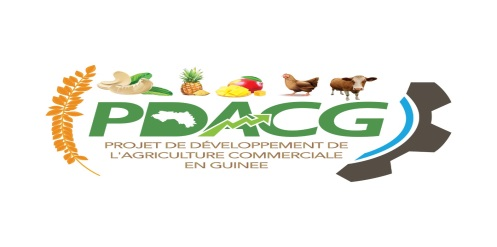 PDACG
PROJET DE DÉVELOPPEMENT DE
L'AGRICULTURE COMMERCIALE
EN GUINEE